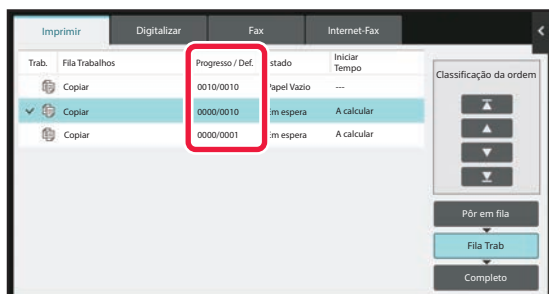 Imprimir Digitalizar Fax Internet-Fax
Trab. Fila Trabalhos Progresso / Def. stado Iniciar
Tempo
Copiar 0010/0010 Papel Vazio ---
Copiar 0000/0010 m espera A calcular
Copiar 0000/0001 m espera A calcular
Classificação da ordem
Pôr em fila
Fila Trab
Completo